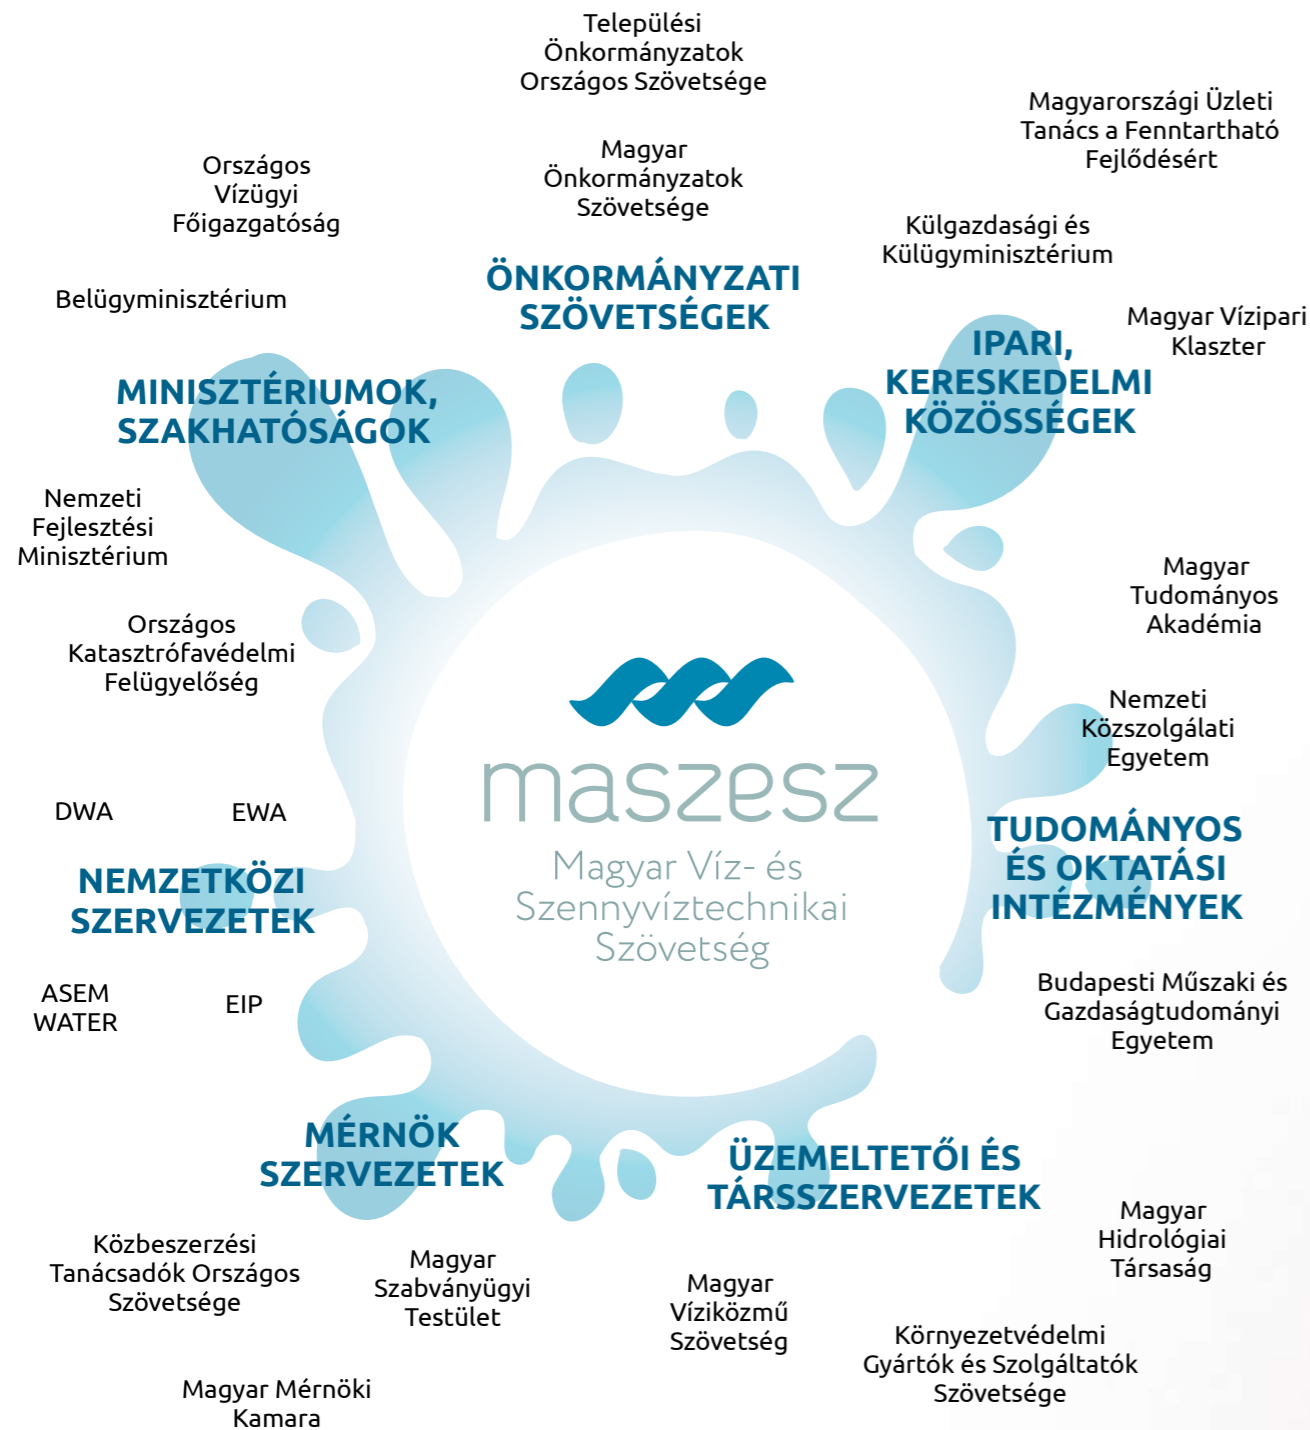 Települési
Önkormányzatok
Országos Szövetsége
Magyar
Önkormányzatok
Szövetsége
ÖNKORMÁNYZATI
SZÖVETSÉGEK
Magyarországi Üzleti
Tanács a Fenntartható
Fejlődésért
Külgazdasági és
Külügyminisztérium
Magyar Vízipari
Klaszter
IPARI,
KERESKEDELMI
KÖZÖSSÉGEK
Országos
Vízügyi
Főigazgatóság
Belügyminisztérium
MINISZTÉRIUMOK,
SZAKHATÓSÁGOK
Nemzeti
Fejlesztési
Minisztérium
Országos
Katasztrófavédelmi
Felügyelőség
Magyar
Tudományos
Akadémia
Nemzeti
Közszolgálati
Egyetem
TUDOMÁNYOS
ÉS OKTATÁSI
INTÉZMÉNYEK
Budapesti Műszaki és
Gazdaságtudományi
Egyetem
maszesz
Magyar Víz- és
Szennyvíztechnikai
Szövetség
DWA
EWA
NEMZETKÖZI
SZERVEZETEK
ASEM
WATER
EIP
MÉRNÖK
SZERVEZETEK
Közbeszerzési
Tanácsadók Országos
Szövetsége
Magyar
Szabványügyi
Testület
Magyar Mérnöki
Kamara
ÜZEMELTETŐI ÉS
TÁRSSZERVEZETEK
Magyar
Víziközmű
Szövetség
Magyar
Hidrológiai
Társaság
Környezetvédelmi
Gyártók és Szolgáltatók
Szövetsége